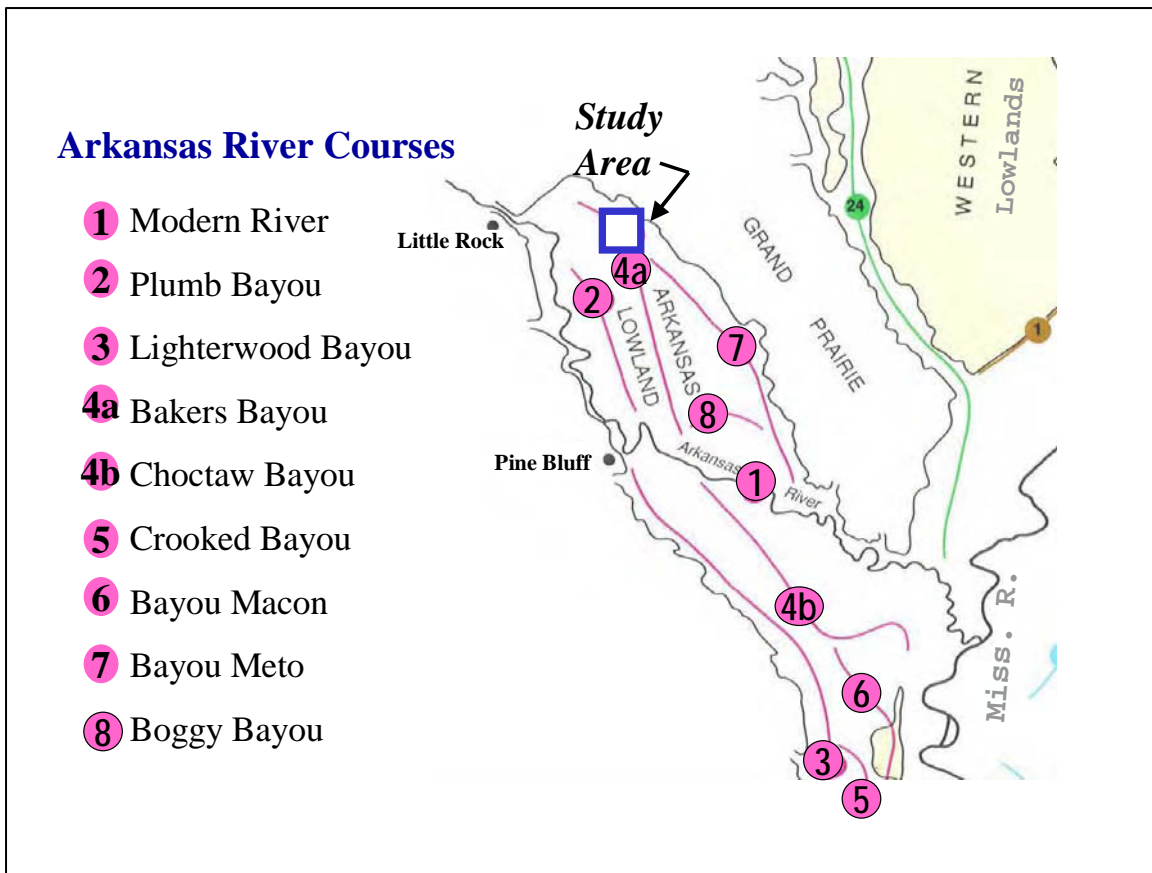 Arkansas River Courses
1 Modern River
2 Plumb Bayou
3 Lighterwood Bayou
4a Bakers Bayou
4b Choctaw Bayou
5 Crooked Bayou
6 Bayou Macon
7 Bayou Meto
8 Boggy Bayou
Study
Area
Little Rock
Pine Bluff
WESTERN
Lowlands
24
GRAND
PRAIRIE
1
4a
2
ARKANSAS
LOWLAND
7
8
Arkansas
1
River
4b
6
3
5
Miss. R.